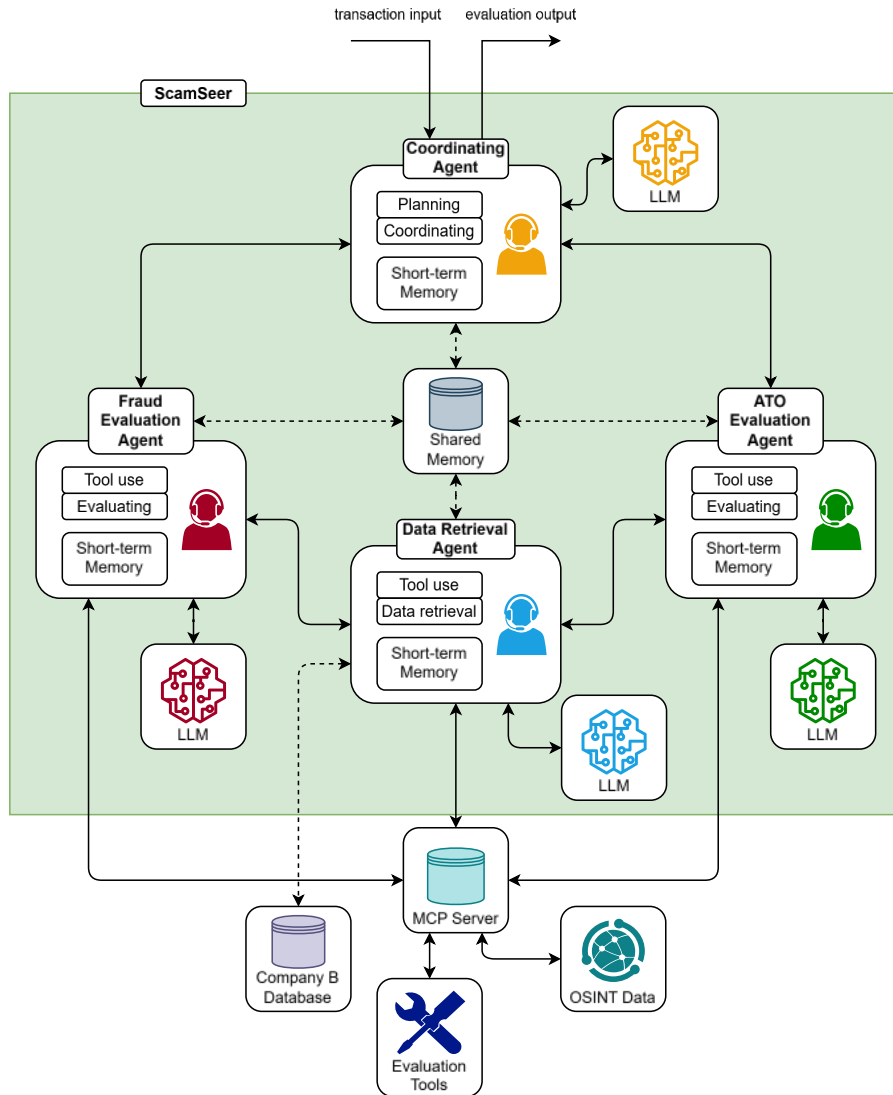 transaction input
evaluation output
ScamSeer
Coordinating
Agent
Planning
Coordinating
Short-term
Memory
LLM
Fraud
Evaluation
Agent
Tool use
Evaluating
Short-term
Memory
LLM
Shared
Memory
ATO
Evaluation
Agent
Tool use
Evaluating
Short-term
Memory
LLM
Data Retrieval
Agent
Tool use
Data retrieval
Short-term
Memory
LLM
MCP Server
Company B
Database
OSINT Data
Evaluation
Tools